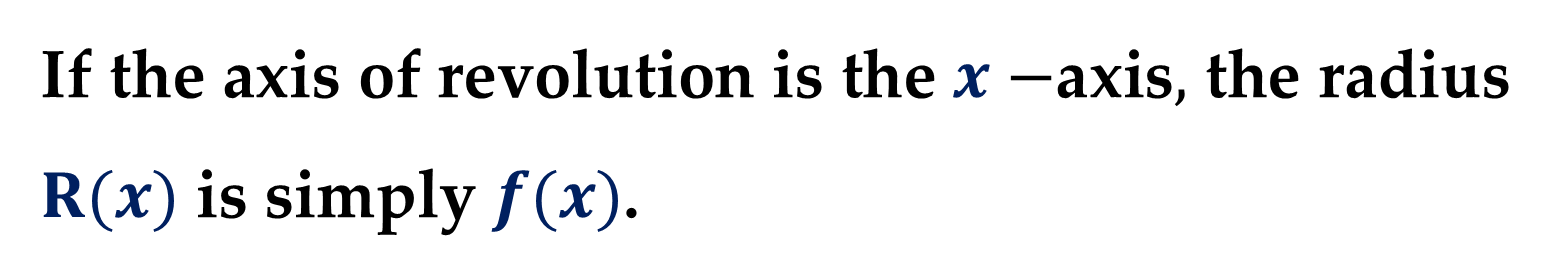 If the axis of revolution is the x −axis, the radius
R(x) is simply f(x).